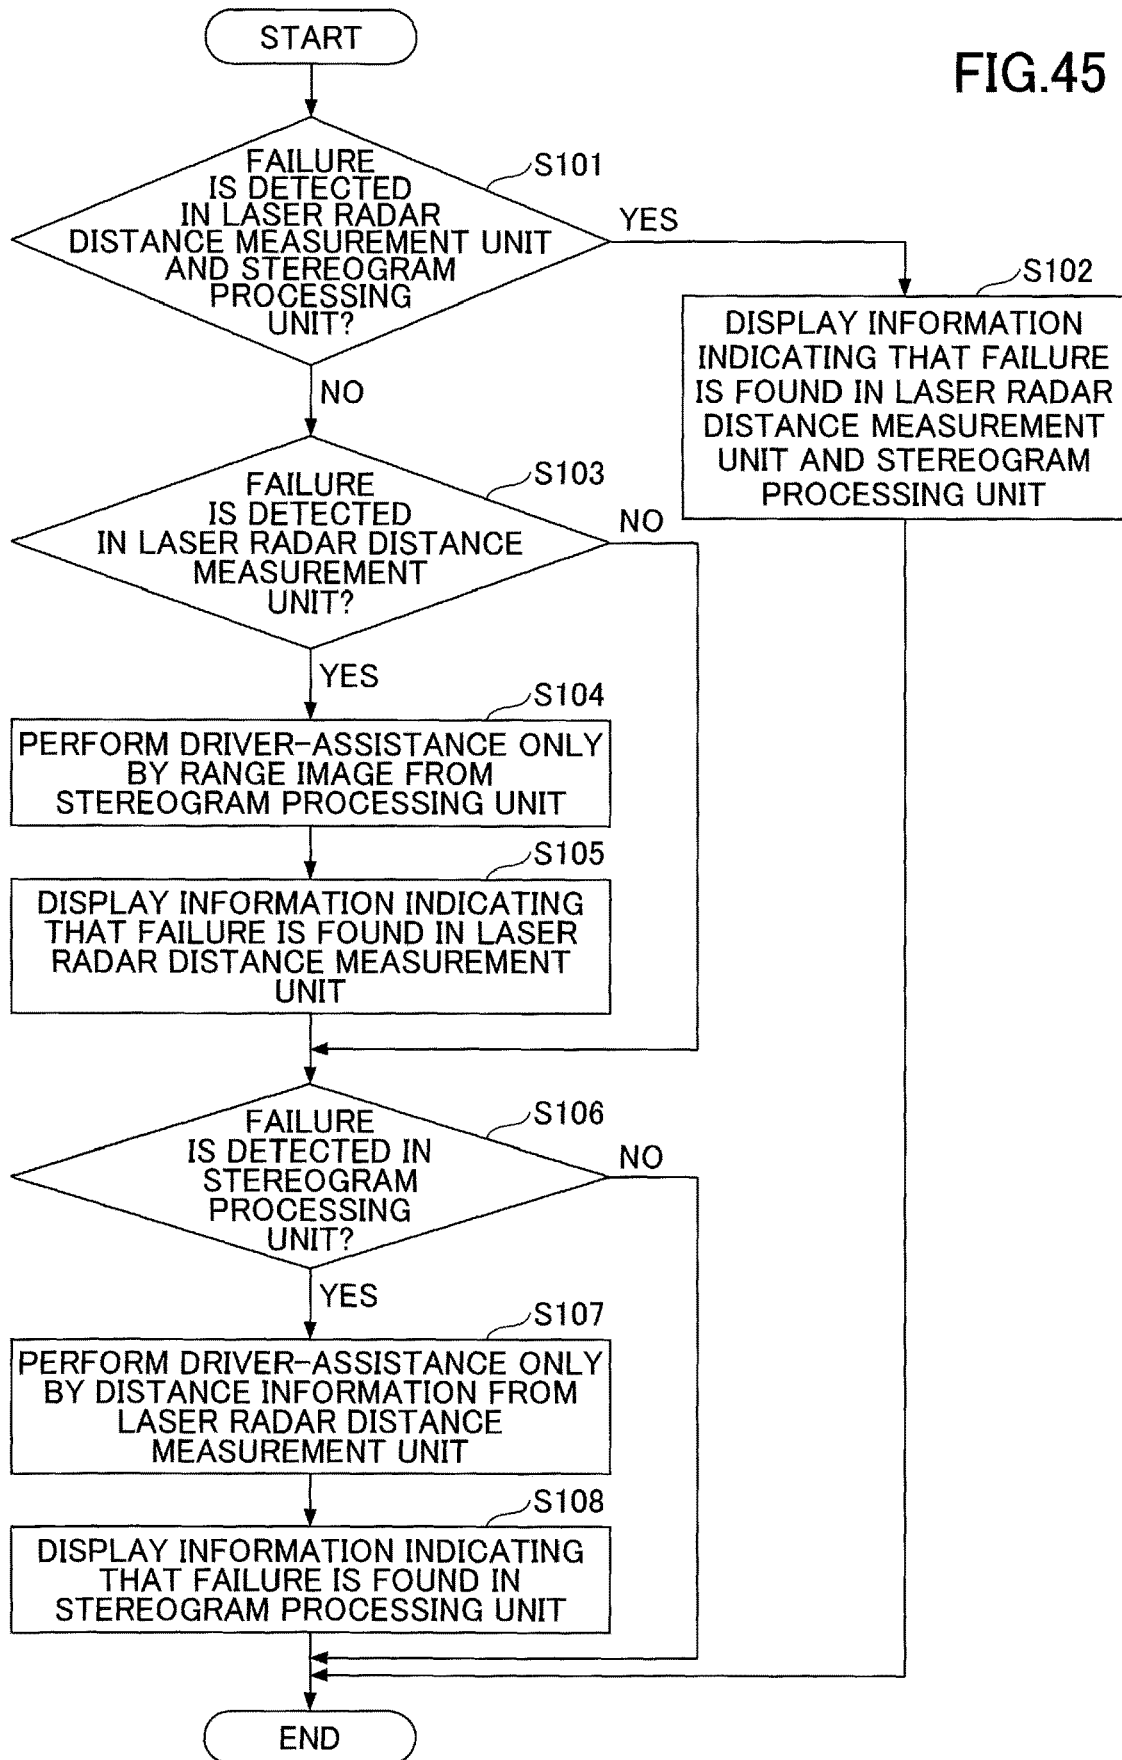 START
FIG.45
FAILURE
IS DETECTED
IN LASER RADAR
DISTANCE MEASUREMENT UNIT
AND STEREOGRAM
PROCESSING
UNIT?
S101
YES
NO
S102
DISPLAY INFORMATION
INDICATING THAT FAILURE
IS FOUND IN LASER RADAR
DISTANCE MEASUREMENT
UNIT AND STEREOGRAM
PROCESSING UNIT
FAILURE
IS DETECTED
IN LASER RADAR DISTANCE
MEASUREMENT
UNIT?
S103
NO
YES
S104
PERFORM DRIVER-ASSISTANCE ONLY
BY RANGE IMAGE FROM
STEREOGRAM PROCESSING UNIT
S105
DISPLAY INFORMATION INDICATING
THAT FAILURE IS FOUND IN LASER
RADAR DISTANCE MEASUREMENT
UNIT
FAILURE
IS DETECTED IN
STEREOGRAM
PROCESSING
UNIT?
S106
NO
YES
S107
PERFORM DRIVER-ASSISTANCE ONLY
BY DISTANCE INFORMATION FROM
LASER RADAR DISTANCE
MEASUREMENT UNIT
S108
DISPLAY INFORMATION INDICATING
THAT FAILURE IS FOUND IN
STEREOGRAM PROCESSING UNIT
END